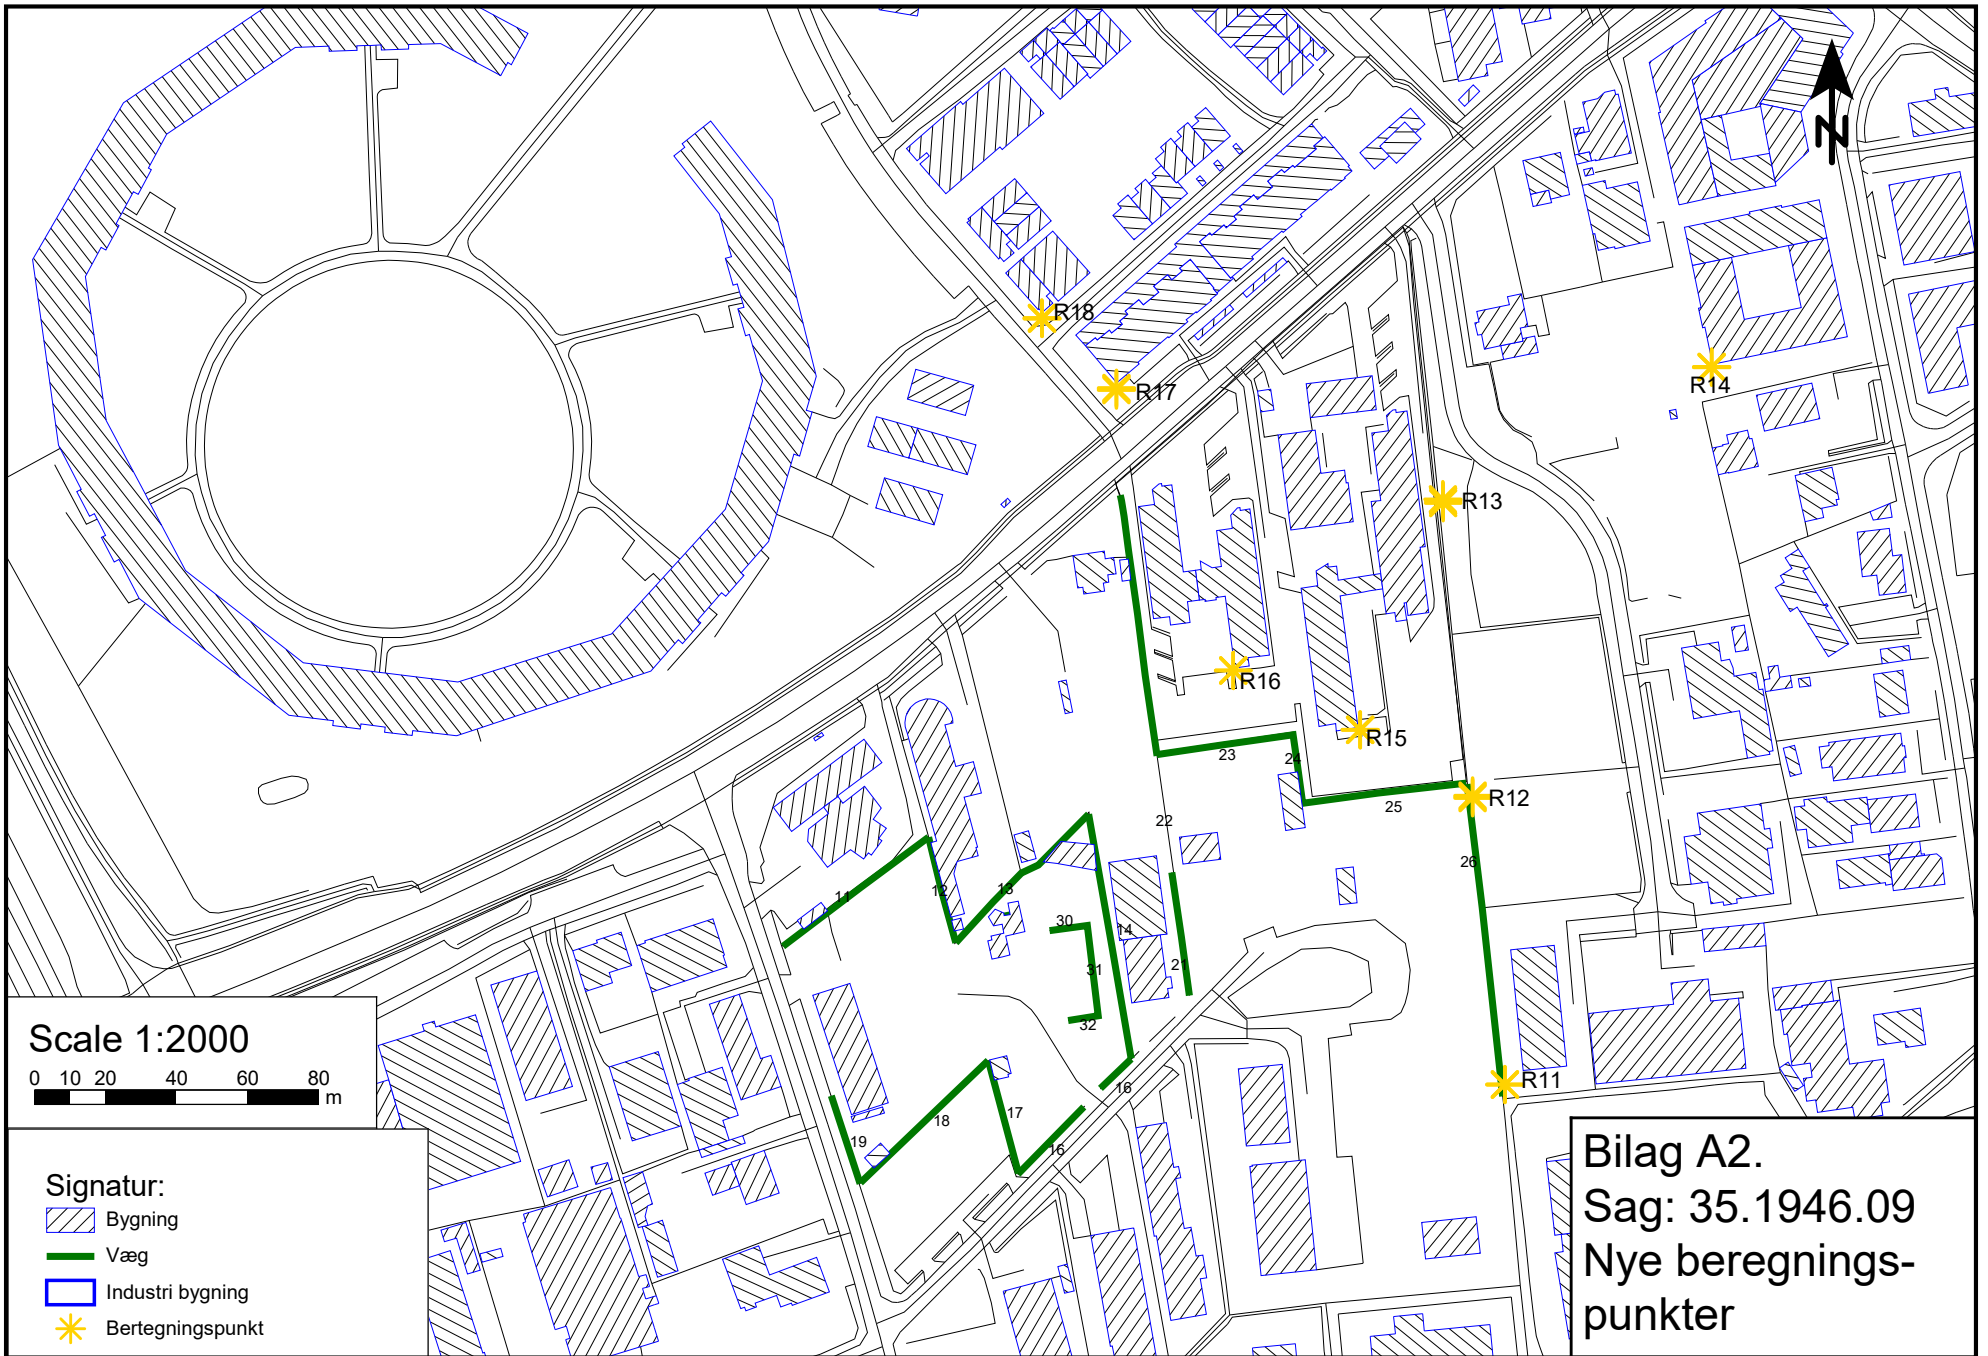 R18
R17
R14
R13
R16
R15
23
24
R12
25
22
26
11
12
13
30
14
31
21
32
16
R11
18
17
19
16
N
Scale 1:2000
0 10 20 40 60 80 m
Signatur:
Bygning
Væg
Industri bygning
Bertegningspunkt
Bilag A2.
Sag: 35.1946.09
Nye beregnings-
punkter